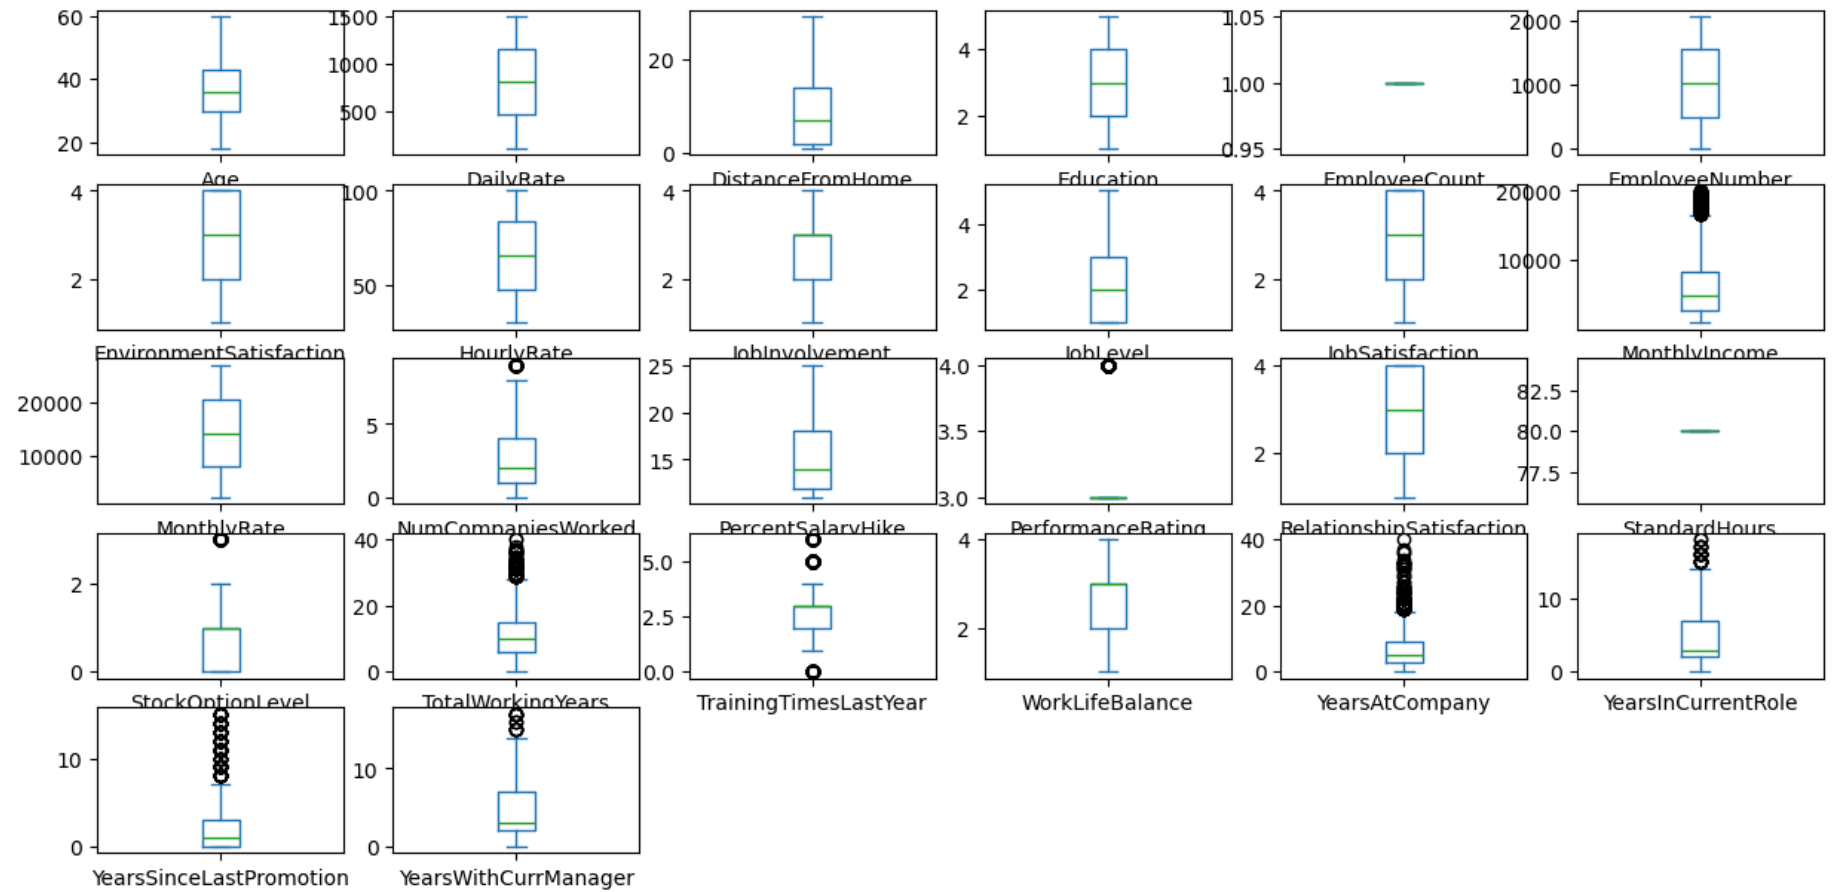 60
40
20
Age
1500
1000
500
DailyRate
20
0
DistanceFromHome
4
2
Education
1.05
1.00
0.95
EmployeeCount
2000
1000
0
EmployeeNumber
4
2
EnvironmentSatisfaction
100
50
HourlyRate
4
2
JobInvolvement
4
2
JobLevel
4
2
JobSatisfaction
20000
10000
MonthlyIncome
20000
10000
MonthlyRate
5
0
NumCompaniesWorked
25
20
15
PercentSalaryHike
4.0
3.5
3.0
PerformanceRating
4
2
RelationshipSatisfaction
82.5
80.0
77.5
StandardHours
2
0
StockOptionLevel
40
20
0
TotalWorkingYears
5.0
2.5
0.0
TrainingTimesLastYear
4
2
WorkLifeBalance
40
20
0
YearsAtCompany
10
0
YearsInCurrentRole
10
0
YearsSinceLastPromotion
10
0
YearsWithCurrManager